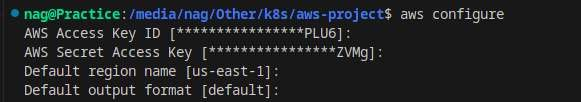 nag@Practice:/media/nag/Other/k8s/aws-project$ aws configure
AWS Access Key ID [****************PLU6]:
AWS Secret Access Key [****************ZVMg]:
Default region name [us-east-1]:
Default output format [default]: